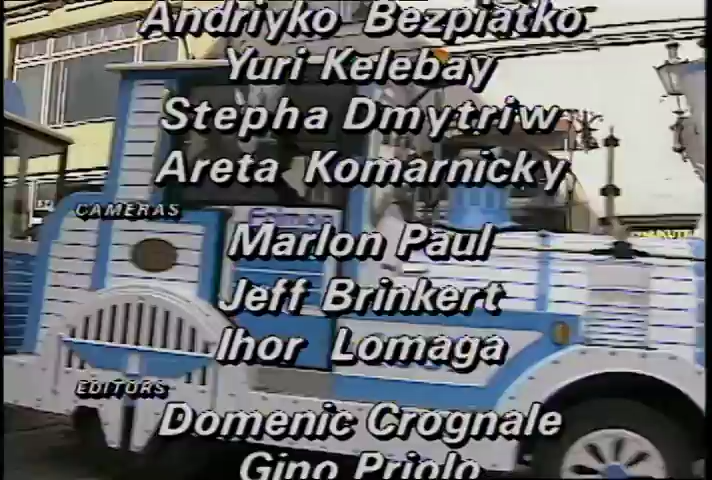 Andriyko Bezpiatko
Yuri Kelebay
Stepha Dmytriw
Areta Komarnicky
CAMERAS
Marlon Paul
Jeff Brinkert
Ihor Lomaga
EDITORS
Domenic Crognale
Gino Priolo